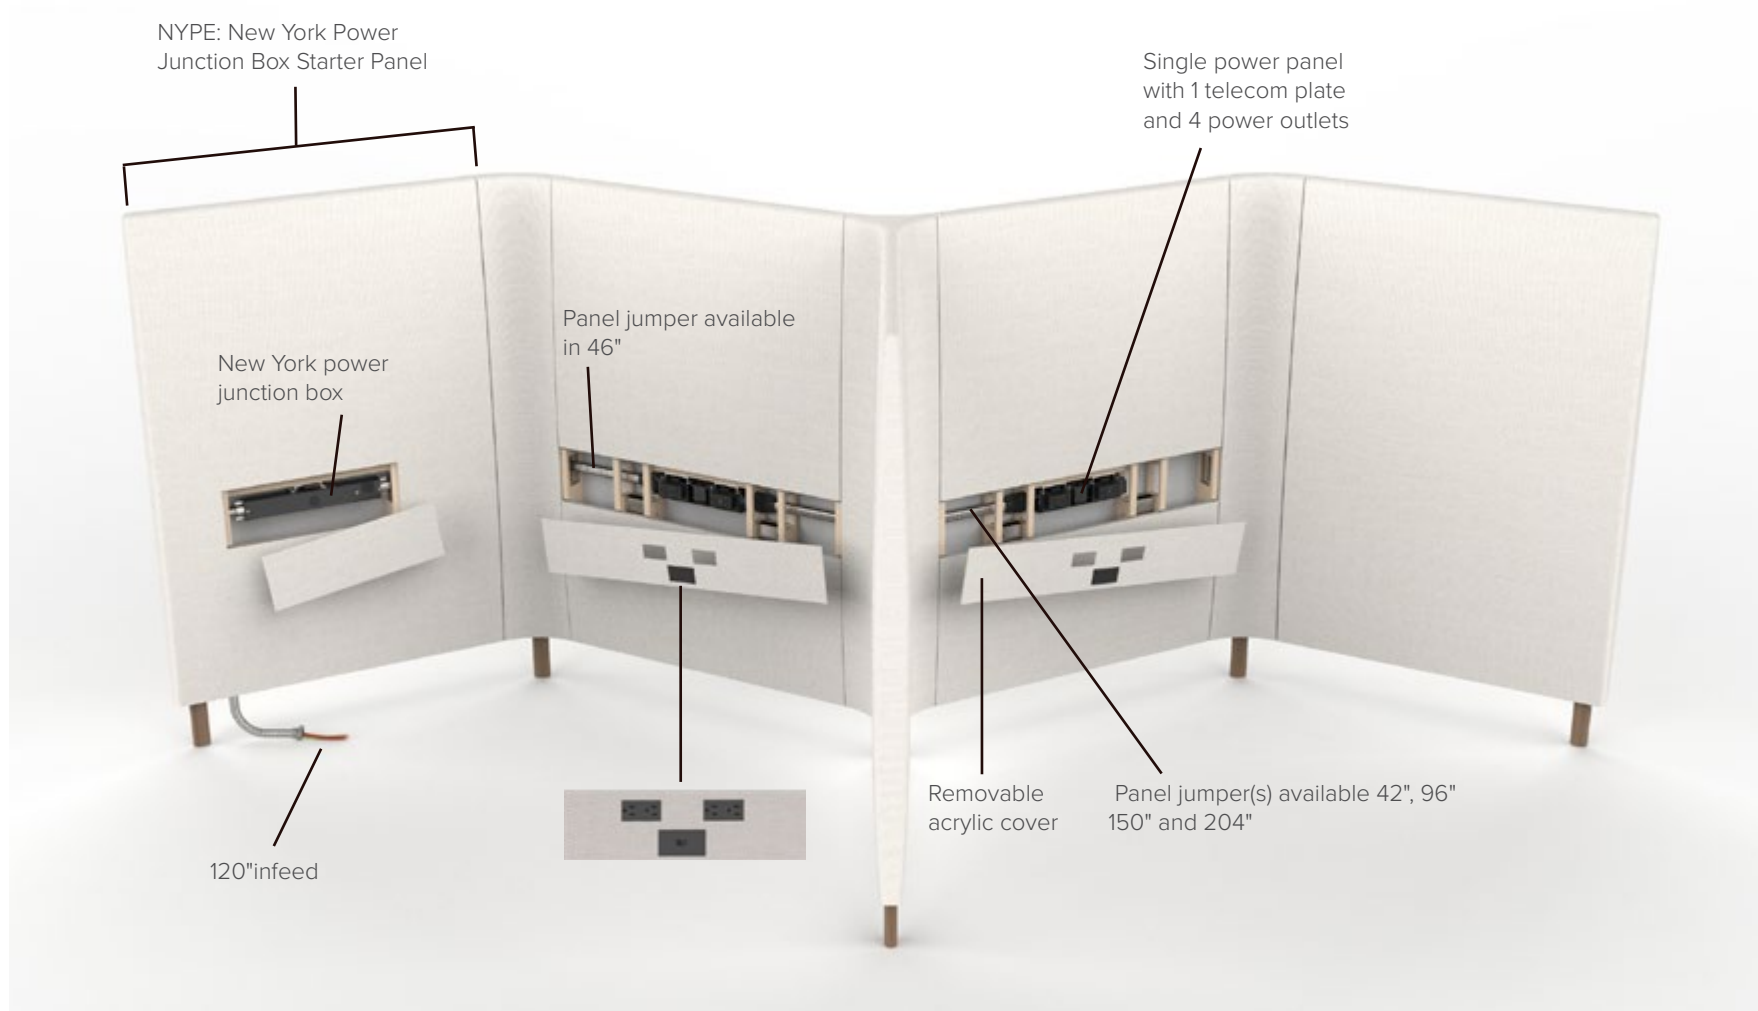 NYPE: New York Power
Junction Box Starter Panel
Single power panel
with 1 telecom plate
and 4 power outlets
Panel jumper available
in 46"
New York power
junction box
Removable
acrylic cover
Panel jumper(s) available 42", 96"
150" and 204"
120"infeed